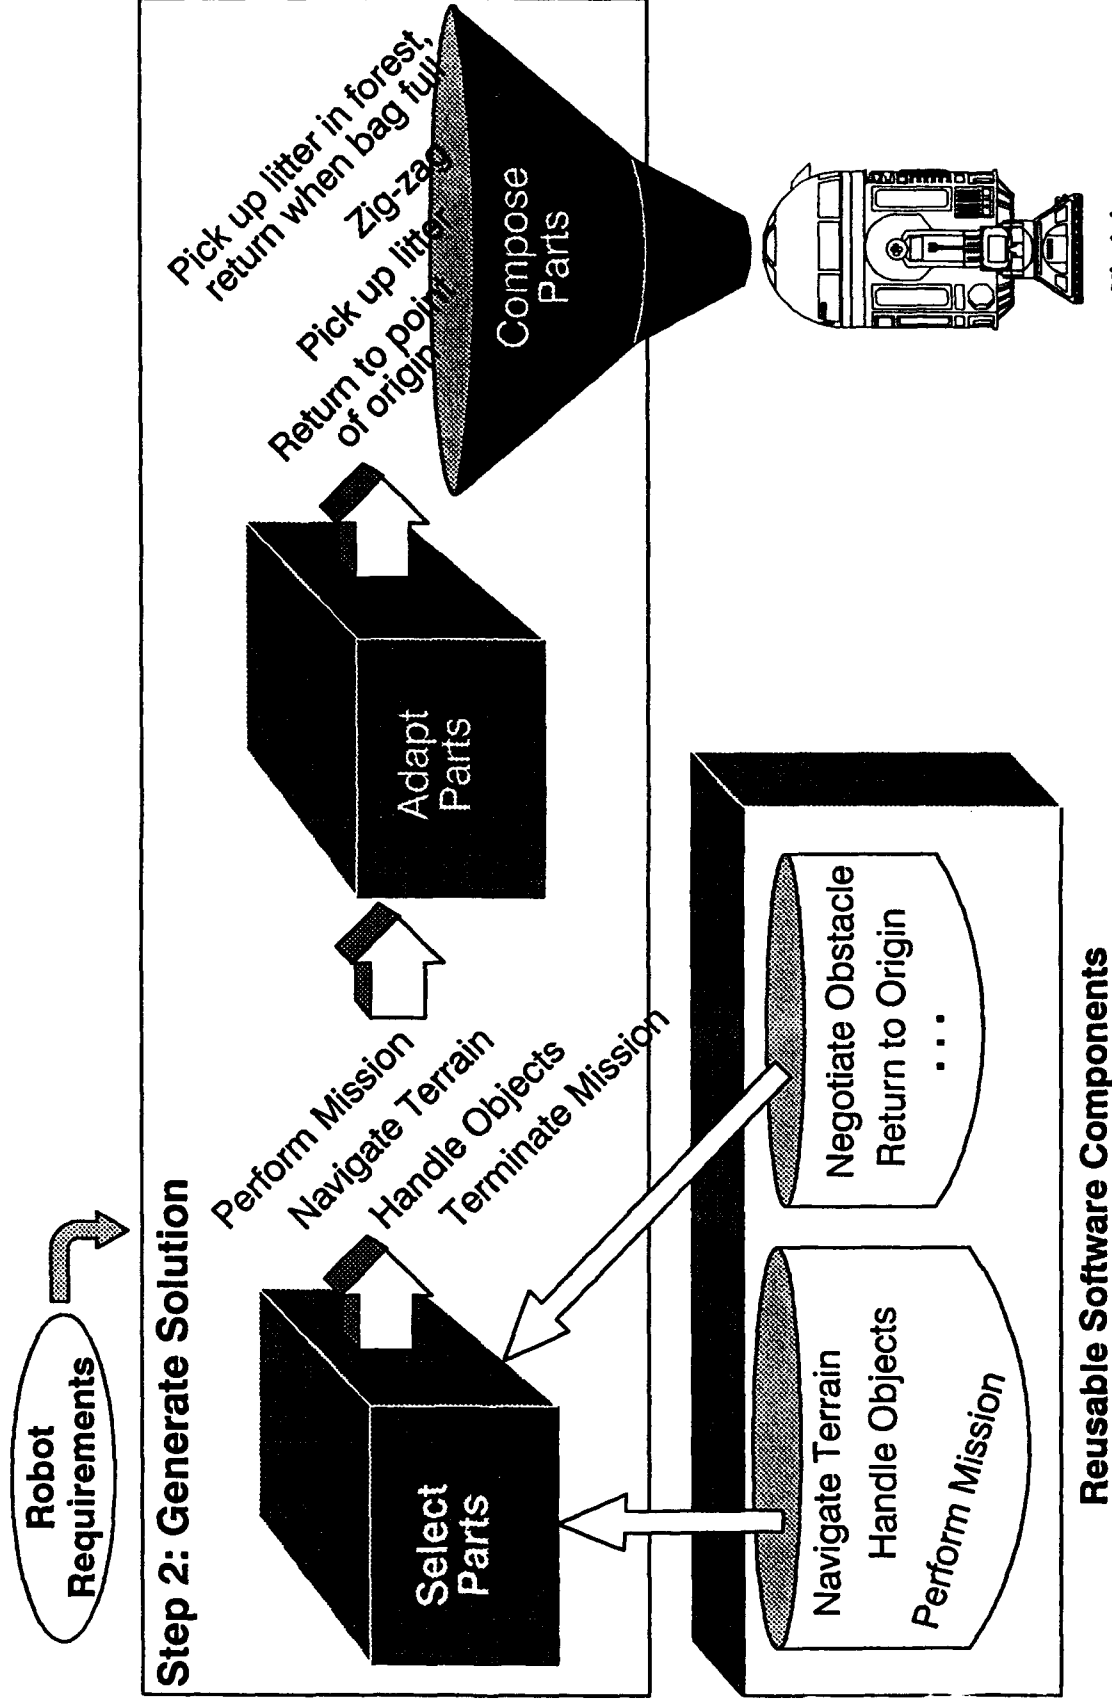 Robot
Requirements
Step 2: Generate Solution
Select
Parts
Perform Mission
Navigate Terrain
Handle Objects
Terminate Mission
Adapt
Parts
Pick up litter in forest,
return when bag full
Zig-zag
Pick up litter
Return to point
of origin
Compose
Parts
Navigate Terrain
Handle Objects
Perform Mission
Negotiate Obstacle
Return to Origin
...
Reusable Software Components